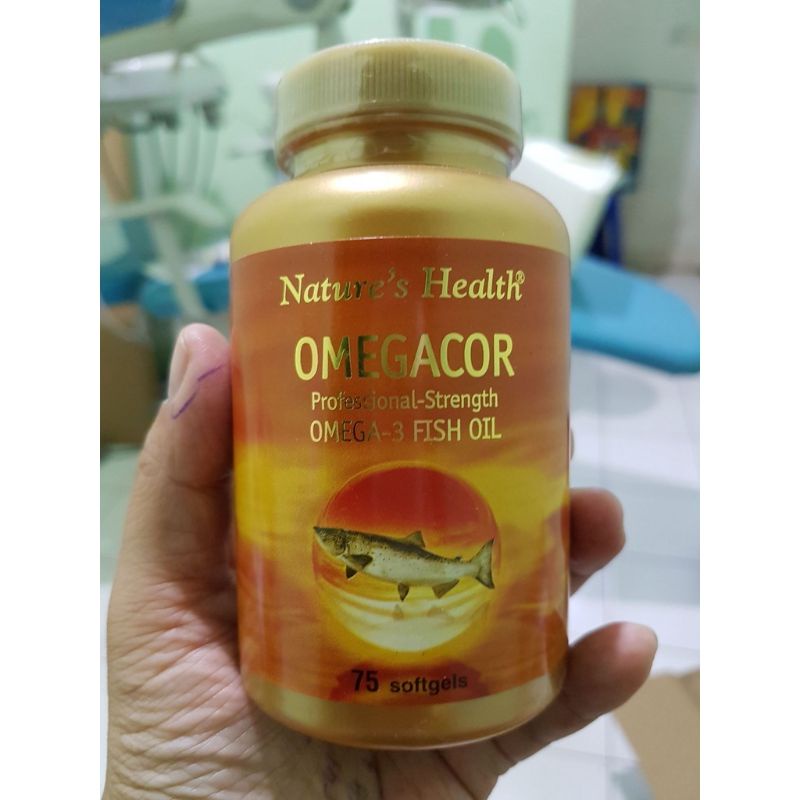 Nature's Health®
OMEGACOR
Professional-Strength
OMEGA-3 FISH OIL
75 softgels